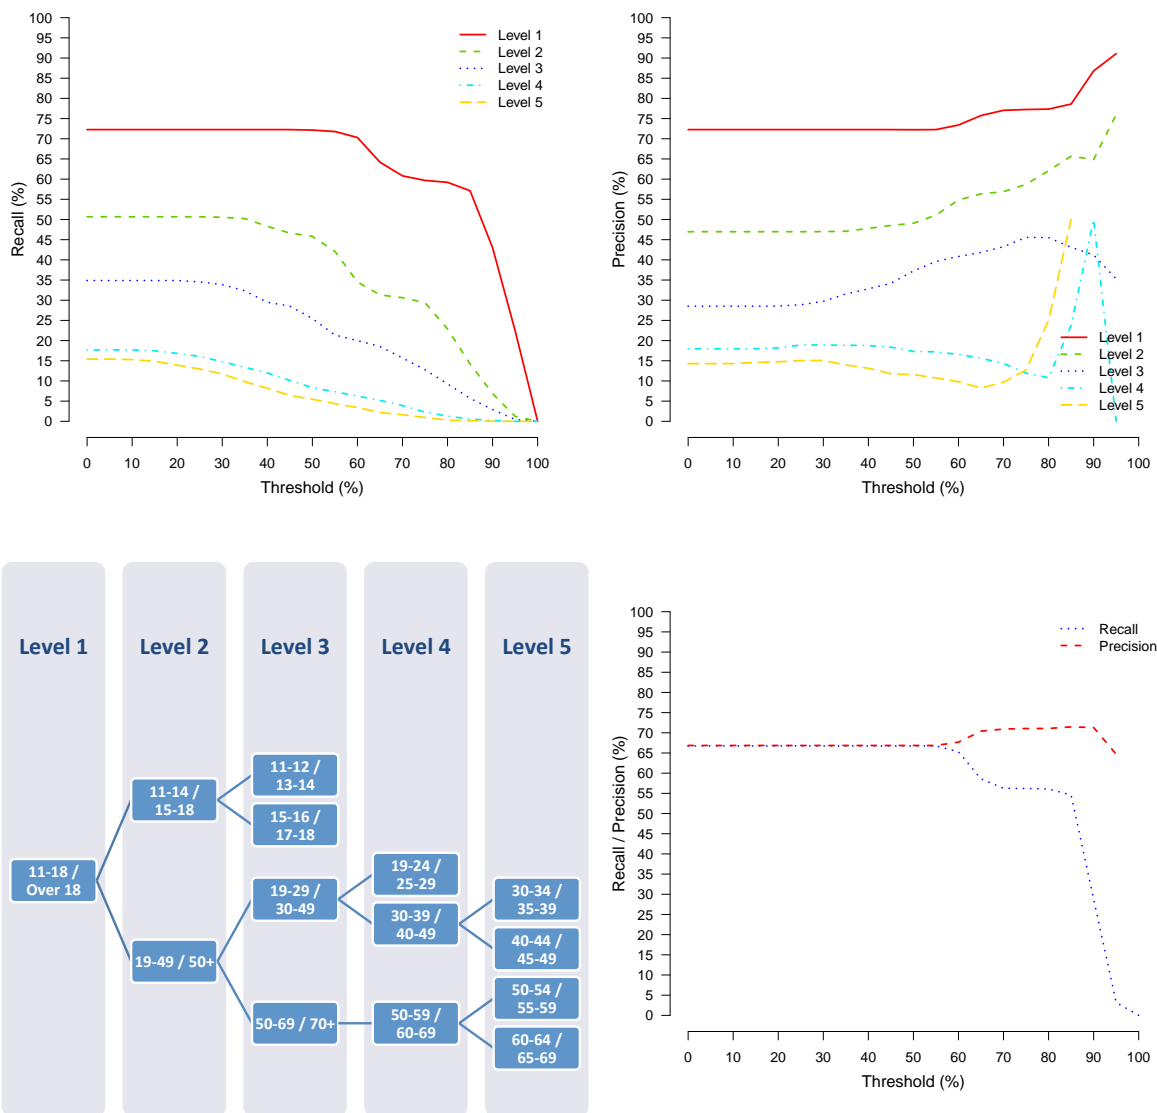 100
95
90
85
80
75
70
65
60
55
50
45
40
35
30
25
20
15
10
5
0
Recall (%)
0 10 20 30 40 50 60 70 80 90 100
Threshold (%)
Level 1
Level 2
Level 3
Level 4
Level 5
100
95
90
85
80
75
70
65
60
55
50
45
40
35
30
25
20
15
10
5
0
Precision (%)
0 10 20 30 40 50 60 70 80 90 100
Threshold (%)
Level 1
Level 2
Level 3
Level 4
Level 5
Level 1
Level 2
Level 3
Level 4
Level 5
11-18 /
Over 18
11-14 /
15-18
19-49 / 50+
11-12 /
13-14
15-16 /
17-18
19-29 /
30-49
50-69 / 70+
19-24 /
25-29
30-39 /
40-49
50-59 /
60-69
30-34 /
35-39
40-44 /
45-49
50-54 /
55-59
60-64 /
65-69
100
95
90
85
80
75
70
65
60
55
50
45
40
35
30
25
20
15
10
5
0
Recall / Precision (%)
0 10 20 30 40 50 60 70 80 90 100
Threshold (%)
Recall
Precision